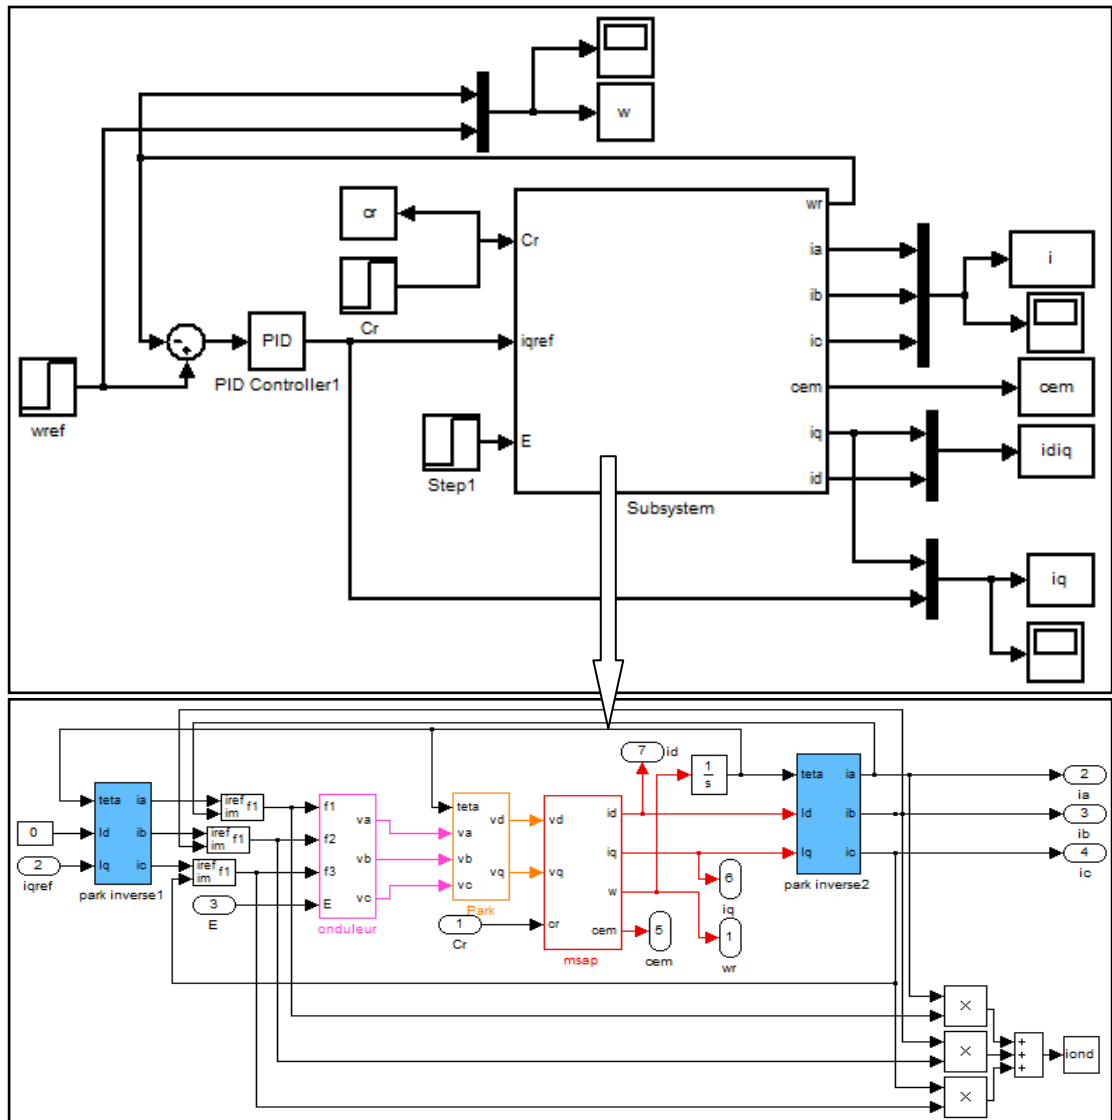 w
cr
Cr
Cr
iqref
E
wr
ia
ib
ic
cem
iq
id
Subsystem
i
cem
idiq
iq
- +
PID
PID Controller1
wref
Step1
teta
Id
Iq
ia
ib
ic
park inverse1
0
2
iqref
iref
im
f1
iref
im
f1
iref
im
f1
3
E
f1
f2
f3
E
va
vb
vc
onduleur
teta
va
vb
vc
vd
vq
Park
1
Cr
vd
vq
cr
id
iq
w
cem
msap
7
id
6
iq
5
cem
1
wr
1
s
teta
Id
Iq
ia
ib
ic
park inverse2
2
ia
3
ib
4
ic
×
×
×
+
+
+
iond